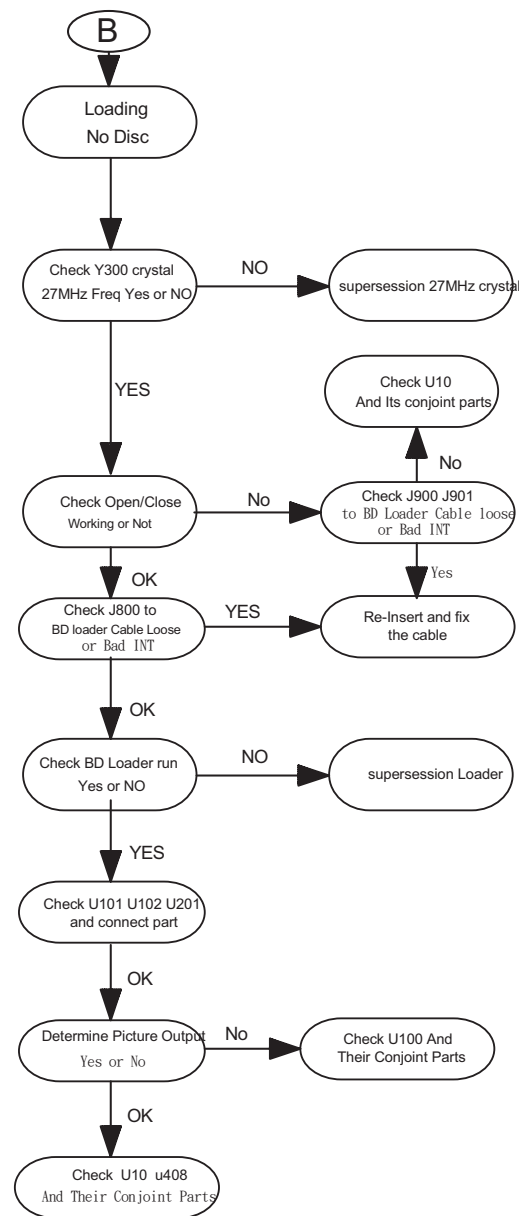 B
Loading
No Disc
Check Y300 crystal
27MHz Freq Yes or NO
NO
supersession 27MHz crystal
YES
Check U10
And Its conjoint parts
No
Check Open/Close
Working or Not
No
Check J900 J901
to BD Loader Cable loose
or Bad INT
OK
Yes
Check J800 to
BD loader Cable Loose
or Bad INT
YES
Re-Insert and fix
the cable
OK
Check BD Loader run
Yes or NO
NO
supersession Loader
YES
Check U101 U102 U201
and connect part
OK
Determine Picture Output
Yes or No
No
Check U100 And
Their Conjoint Parts
OK
Check U10 u408
And Their Conjoint Parts